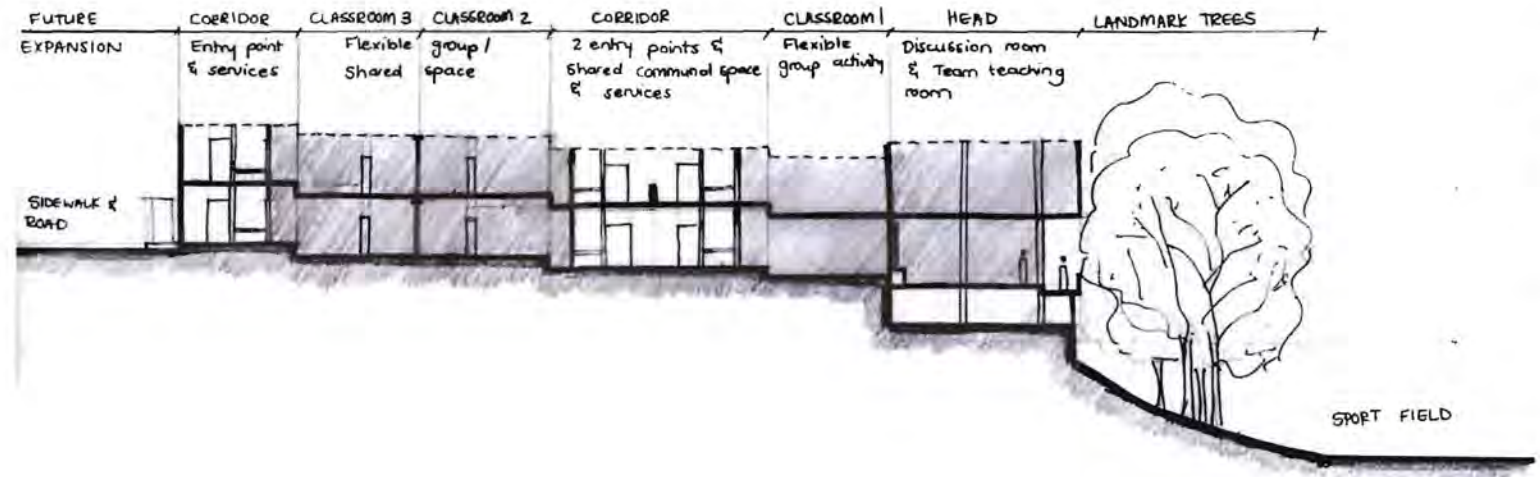 FUTURE
EXPANSION
CORRIDOR
Entry point
& services
CLASSROOM 3
Flexible
Shared
CLASSROOM 2
group /
space
CORRIDOR
2 entry points &
Shared communal space
& services
CLASSROOM 1
Flexible
group activity
HEAD
Discussion room
& Team teaching
room
LANDMARK TREES
SIDEWALK &
ROAD
SPORT FIELD